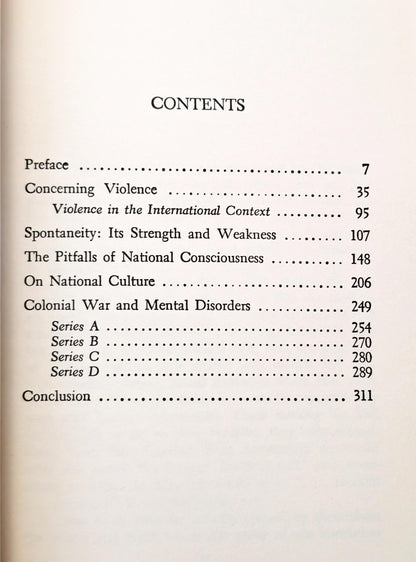 CONTENTS
Preface ........................................ 7
Concerning Violence ........................... 35
Violence in the International Context .......... 95
Spontaneity: Its Strength and Weakness ......... 107
The Pitfalls of National Consciousness ........... 148
On National Culture ............................ 206
Colonial War and Mental Disorders ............. 249
Series A ..................................... 254
Series B ..................................... 270
Series C ..................................... 280
Series D ..................................... 289
Conclusion ..................................... 311